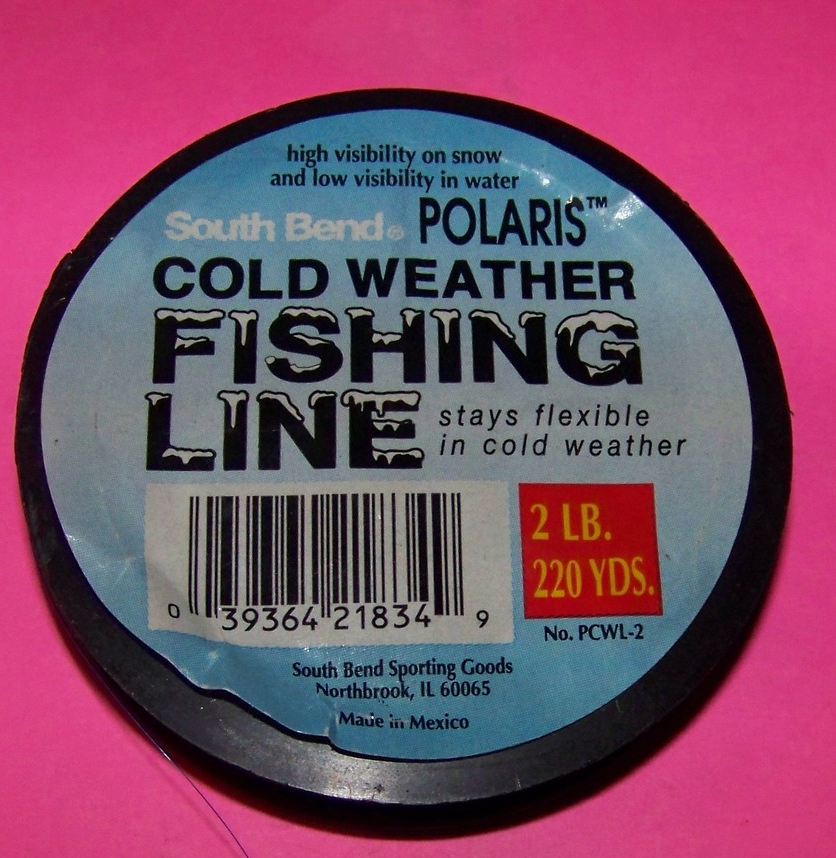 high visibility on snow
and low visibility in water
South Bend® POLARIS™
COLD WEATHER
FISHING
LINE
stays flexible
in cold weather
0 39364 21834 9
2 LB.
220 YDS.
No. PCWL-2
South Bend Sporting Goods
Northbrook, IL 60065
Made in Mexico